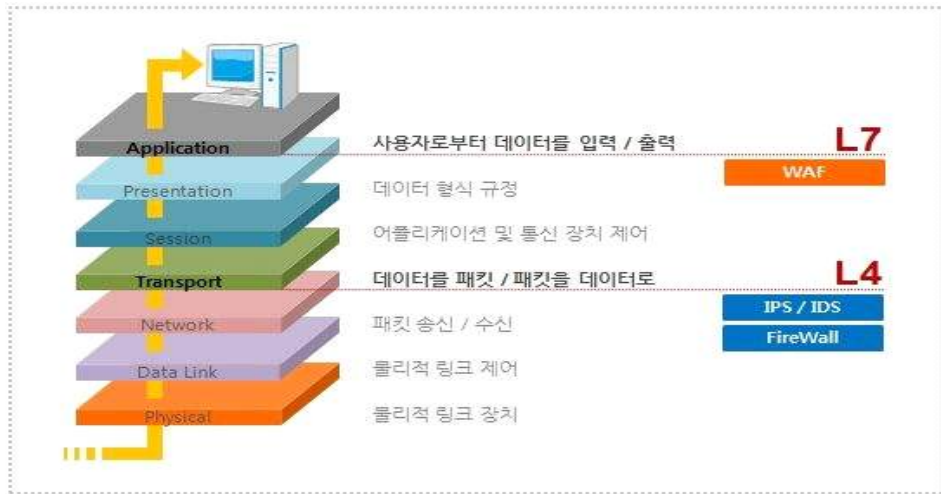 Application 사용자로부터 데이터를 입력 / 출력 L7
WAF
Presentation 데이터 형식 규정
Session 어플리케이션 및 통신 장치 제어
Transport 데이터를 패킷 / 패킷을 데이터로 L4
IPS / IDS
Network 패킷 송신 / 수신
FireWall
Data Link 물리적 링크 제어
Physical 물리적 링크 장치